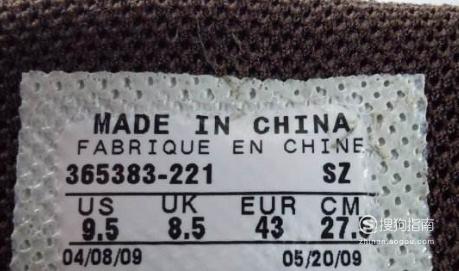 MADE IN CHINA
FABRIQUE EN CHINE
365383-221 SZ
US UK EUR CM
9.5 8.5 43 27.5
04/08/09 05/20/09
搜狗指南
zhinan.sogou.com